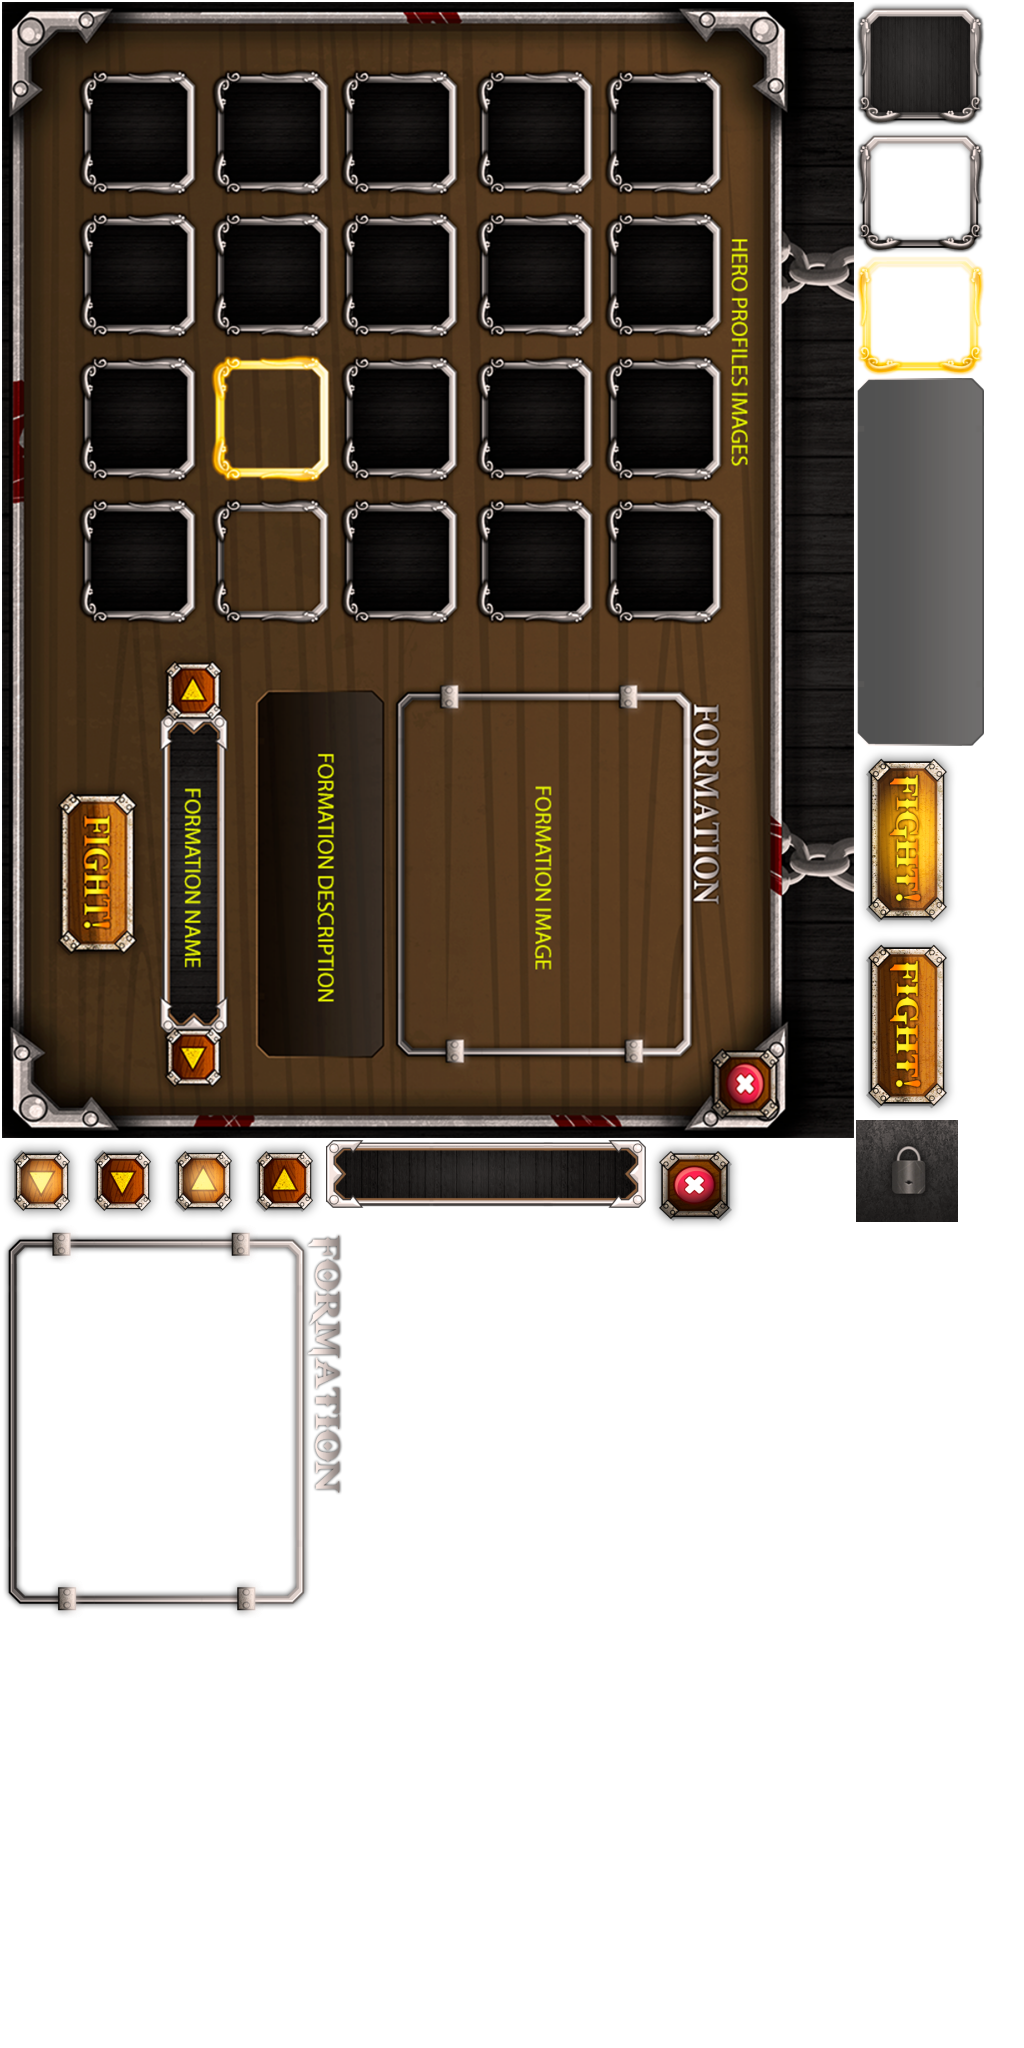 HERO PROFILES IMAGES
FORMATION
FORMATION IMAGE
FORMATION DESCRIPTION
FORMATION NAME
FIGHT!
FIGHT!
FIGHT!
FORMATION